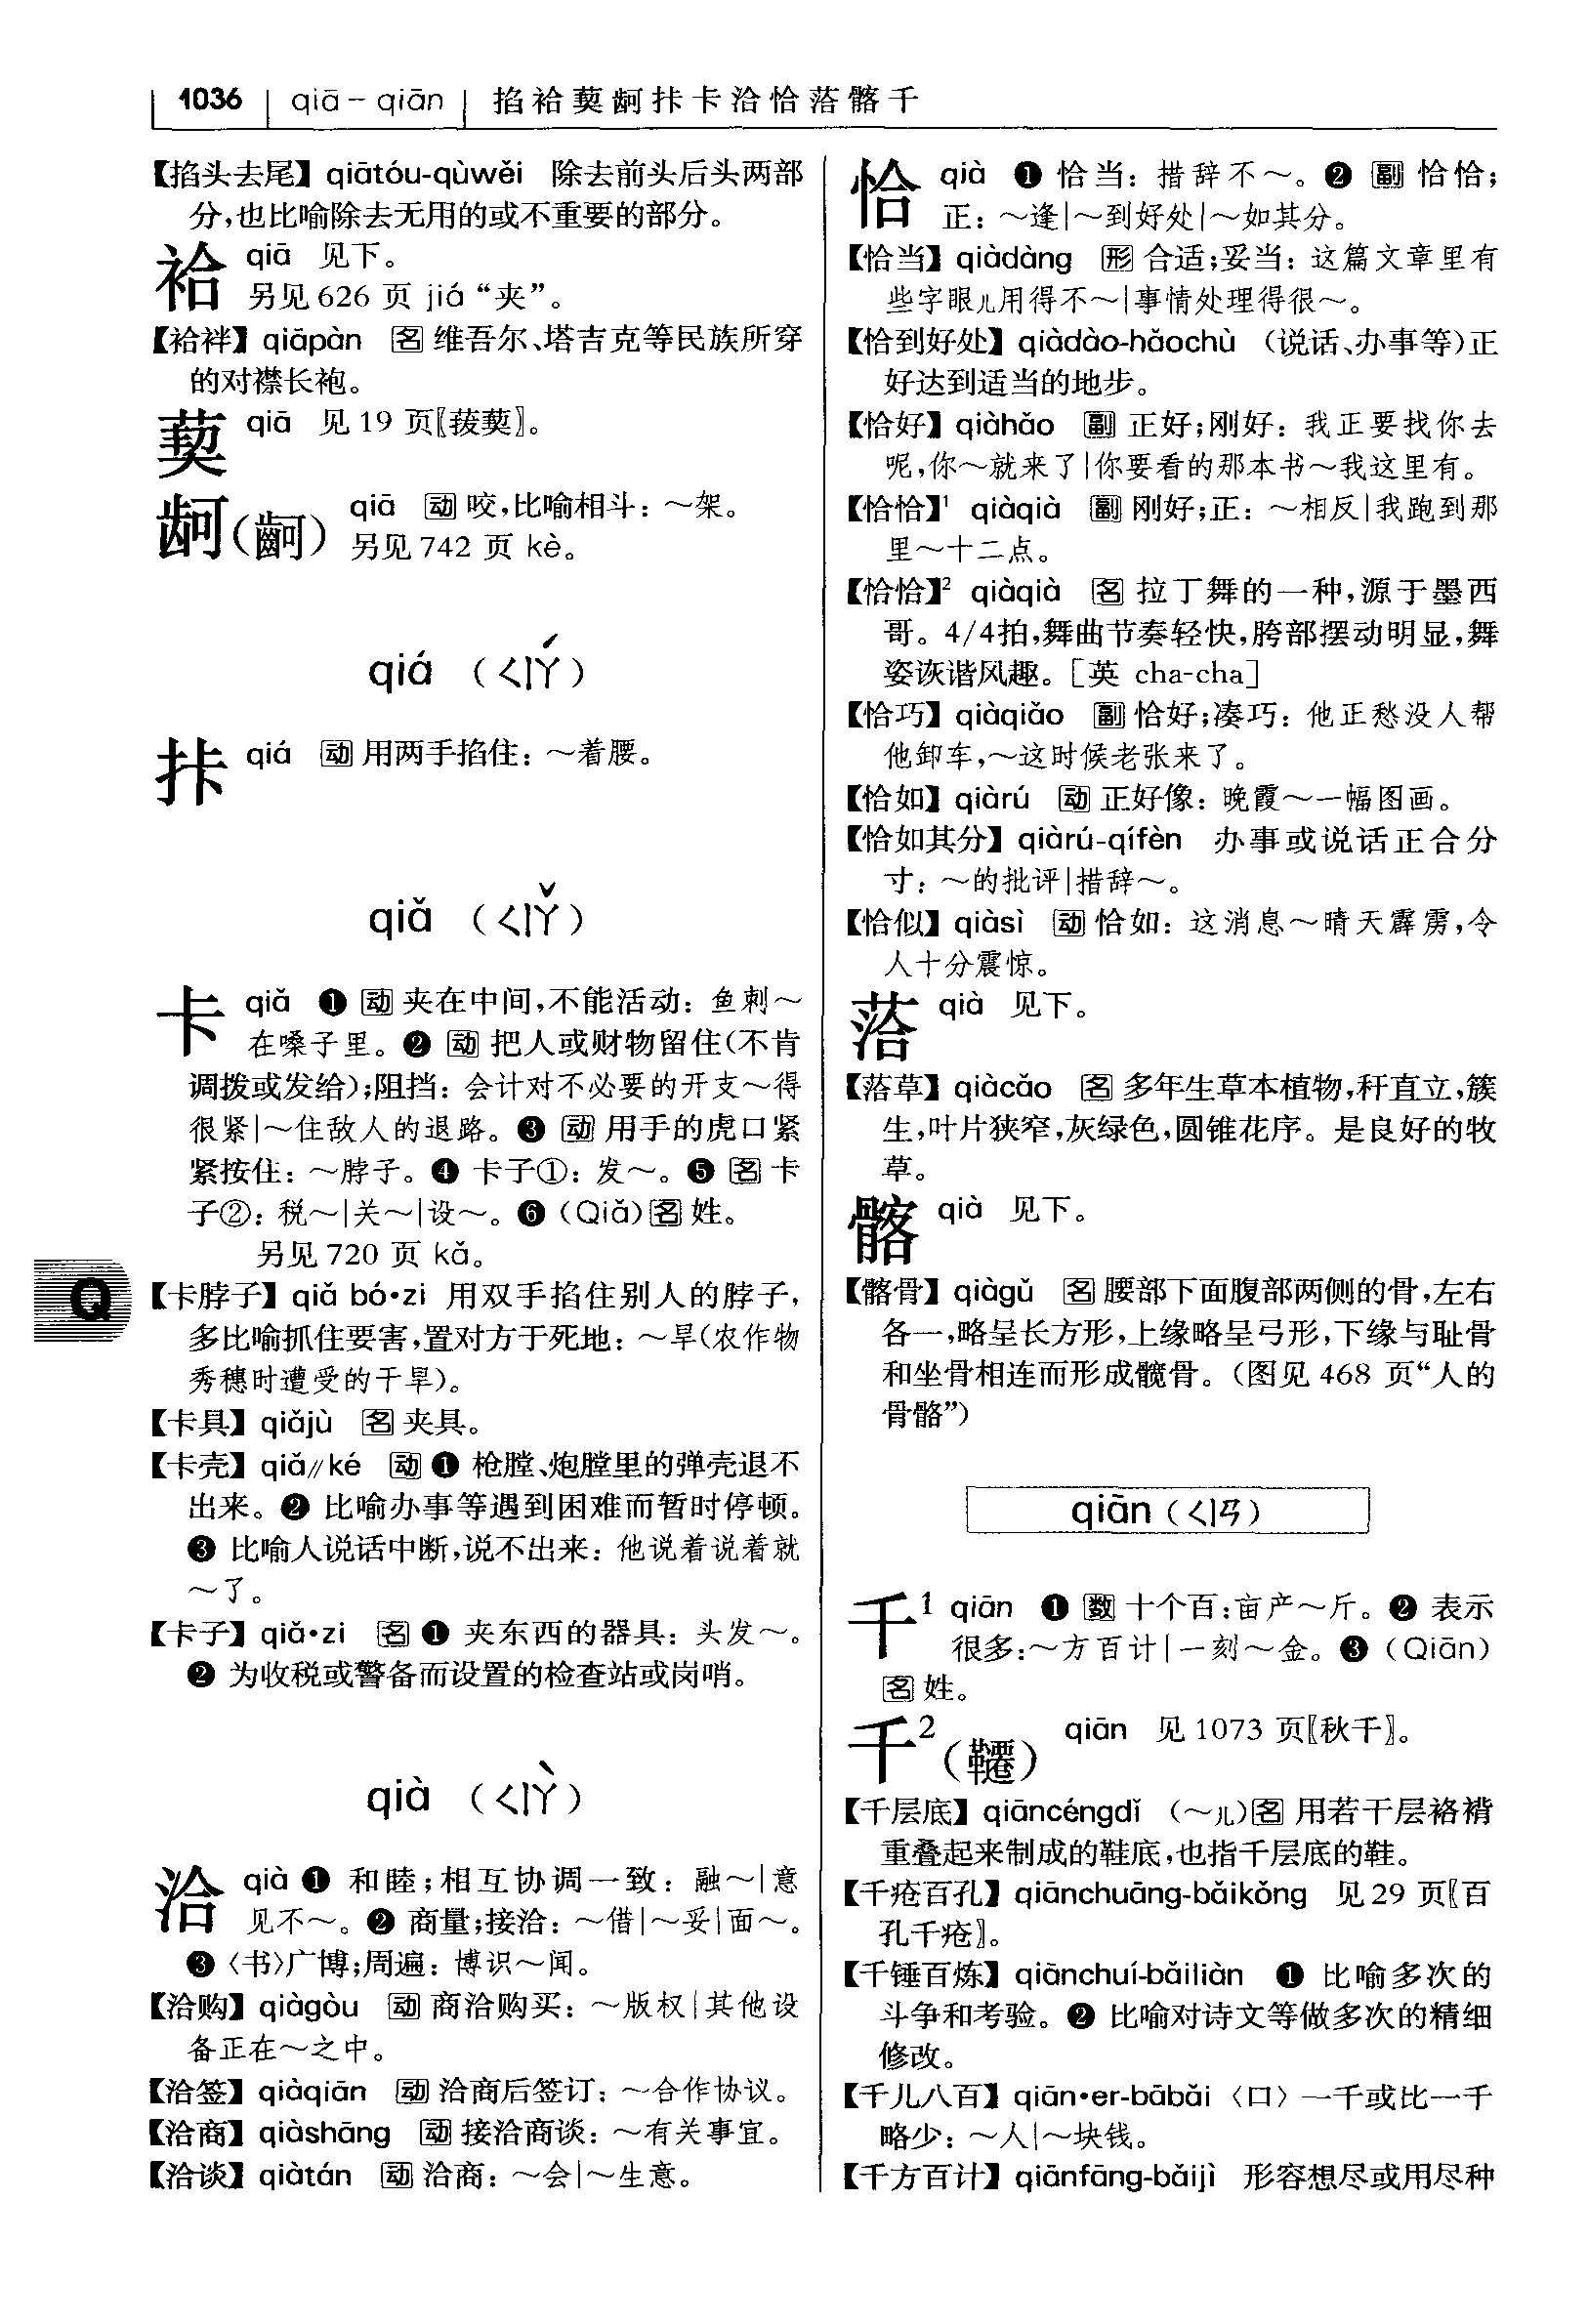 1036 qiā-qiān 掐袷葜龄拤卡洽恰䓣髂千
【掐头去尾】qiātóu-qùwěi 除去前头后头两部
分,也比喻除去无用的或不重要的部分。
袷 qiā 见下。
另见626页 jiá“夹”。
【袷袢】qiāpàn 名 维吾尔、塔吉克等民族所穿
的对襟长袍。
葜 qiā 见19页〖菝葜〗。
(齣) qiā 动 咬,比喻相斗:～架。
另见742页 kè。
qiá (ㄑㄧㄚˊ)
拤 qiá 动 用两手掐住:～着腰。
qiǎ (ㄑㄧㄚˇ)
卡 qiǎ ❶ 动 夹在中间,不能活动:鱼刺～
在嗓子里。❷ 动 把人或财物留住(不肯
调拨或发给);阻挡:会计对不必要的开支～得
很紧|～住敌人的退路。❸ 动 用手的虎口紧
紧按住:～脖子。❹ 卡子①:发～。❺ 名 卡
子②:税～|关～|设～。❻ (Qiǎ) 名 姓。
另见720页 kǎ。
Q
【卡脖子】qiǎ bó•zi 用双手掐住别人的脖子,
多比喻抓住要害,置对方于死地:～旱(农作物
秀穗时遭受的干旱)。
【卡具】qiǎjù 名 夹具。
【卡壳】qiǎ//ké 动 ❶ 枪膛、炮膛里的弹壳退不
出来。❷ 比喻办事等遇到困难而暂时停顿。
❸ 比喻人说话中断,说不出来:他说着说着就
～了。
【卡子】qiǎ•zi 名 ❶ 夹东西的器具:头发～。
❷ 为收税或警备而设置的检查站或岗哨。
qià (ㄑㄧㄚˋ)
洽 qià ❶ 和睦;相互协调一致:融～|意
见不～。❷ 商量;接洽:～借|～妥|面～。
❸〈书〉广博;周遍:博识～闻。
【洽购】qiàgòu 动 商洽购买:～版权|其他设
备正在～之中。
【洽签】qiàqiān 动 洽商后签订:～合作协议。
【洽商】qiàshāng 动 接洽商谈:～有关事宜。
【洽谈】qiàtán 动 洽商:～会|～生意。
恰 qià ❶ 恰当:措辞不～。❷ 副 恰恰;
正:～逢|～到好处|～如其分。
【恰当】qiàdàng 形 合适;妥当:这篇文章里有
些字眼儿用得不～|事情处理得很～。
【恰到好处】qiàdào-hǎochù (说话、办事等)正
好达到适当的地步。
【恰好】qiàhǎo 副 正好;刚好:我正要找你去
呢,你～就来了|你要看的那本书～我这里有。
【恰恰】¹ qiàqià 副 刚好;正:～相反|我跑到那
里～十二点。
【恰恰】² qiàqià 名 拉丁舞的一种,源于墨西
哥。4/4拍,舞曲节奏轻快,胯部摆动明显,舞
姿诙谐风趣。[英 cha-cha]
【恰巧】qiàqiǎo 副 恰好;凑巧:他正愁没人帮
他卸车,～这时候老张来了。
【恰如】qiàrú 动 正好像:晚霞～一幅图画。
【恰如其分】qiàrú-qífèn 办事或说话正合分
寸:～的批评|措辞～。
【恰似】qiàsì 动 恰如:这消息～晴天霹雳,令
人十分震惊。
qià 见下。
qiàcǎo 名 多年生草本植物,秆直立,簇
生,叶片狭窄,灰绿色,圆锥花序。是良好的牧
草。
髂 qià 见下。
【髂骨】qiàgǔ 名 腰部下面腹部两侧的骨,左右
各一,略呈长方形,上缘略呈弓形,下缘与耻骨
和坐骨相连而形成髋骨。(图见468页“人的
骨骼”)
qiān (ㄑㄧㄢ)
千¹ qiān ❶ 数 十个百:亩产～斤。❷ 表示
很多:～方百计|一刻～金。❸ (Qiān)
名 姓。
千²(韆) qiān 见1073页〖秋千〗。
【千层底】qiāncéngdǐ (～儿) 名 用若干层袼褙
重叠起来制成的鞋底,也指千层底的鞋。
【千疮百孔】qiānchuāng-bǎikǒng 见29页〖百
孔千疮〗。
【千锤百炼】qiānchuí-bǎiliàn ❶ 比喻多次的
斗争和考验。❷ 比喻对诗文等做多次的精细
修改。
【千儿八百】qiān•er-bābǎi〈口〉一千或比一千
略少:～人|～块钱。
【千方百计】qiānfāng-bǎijì 形容想尽或用尽种